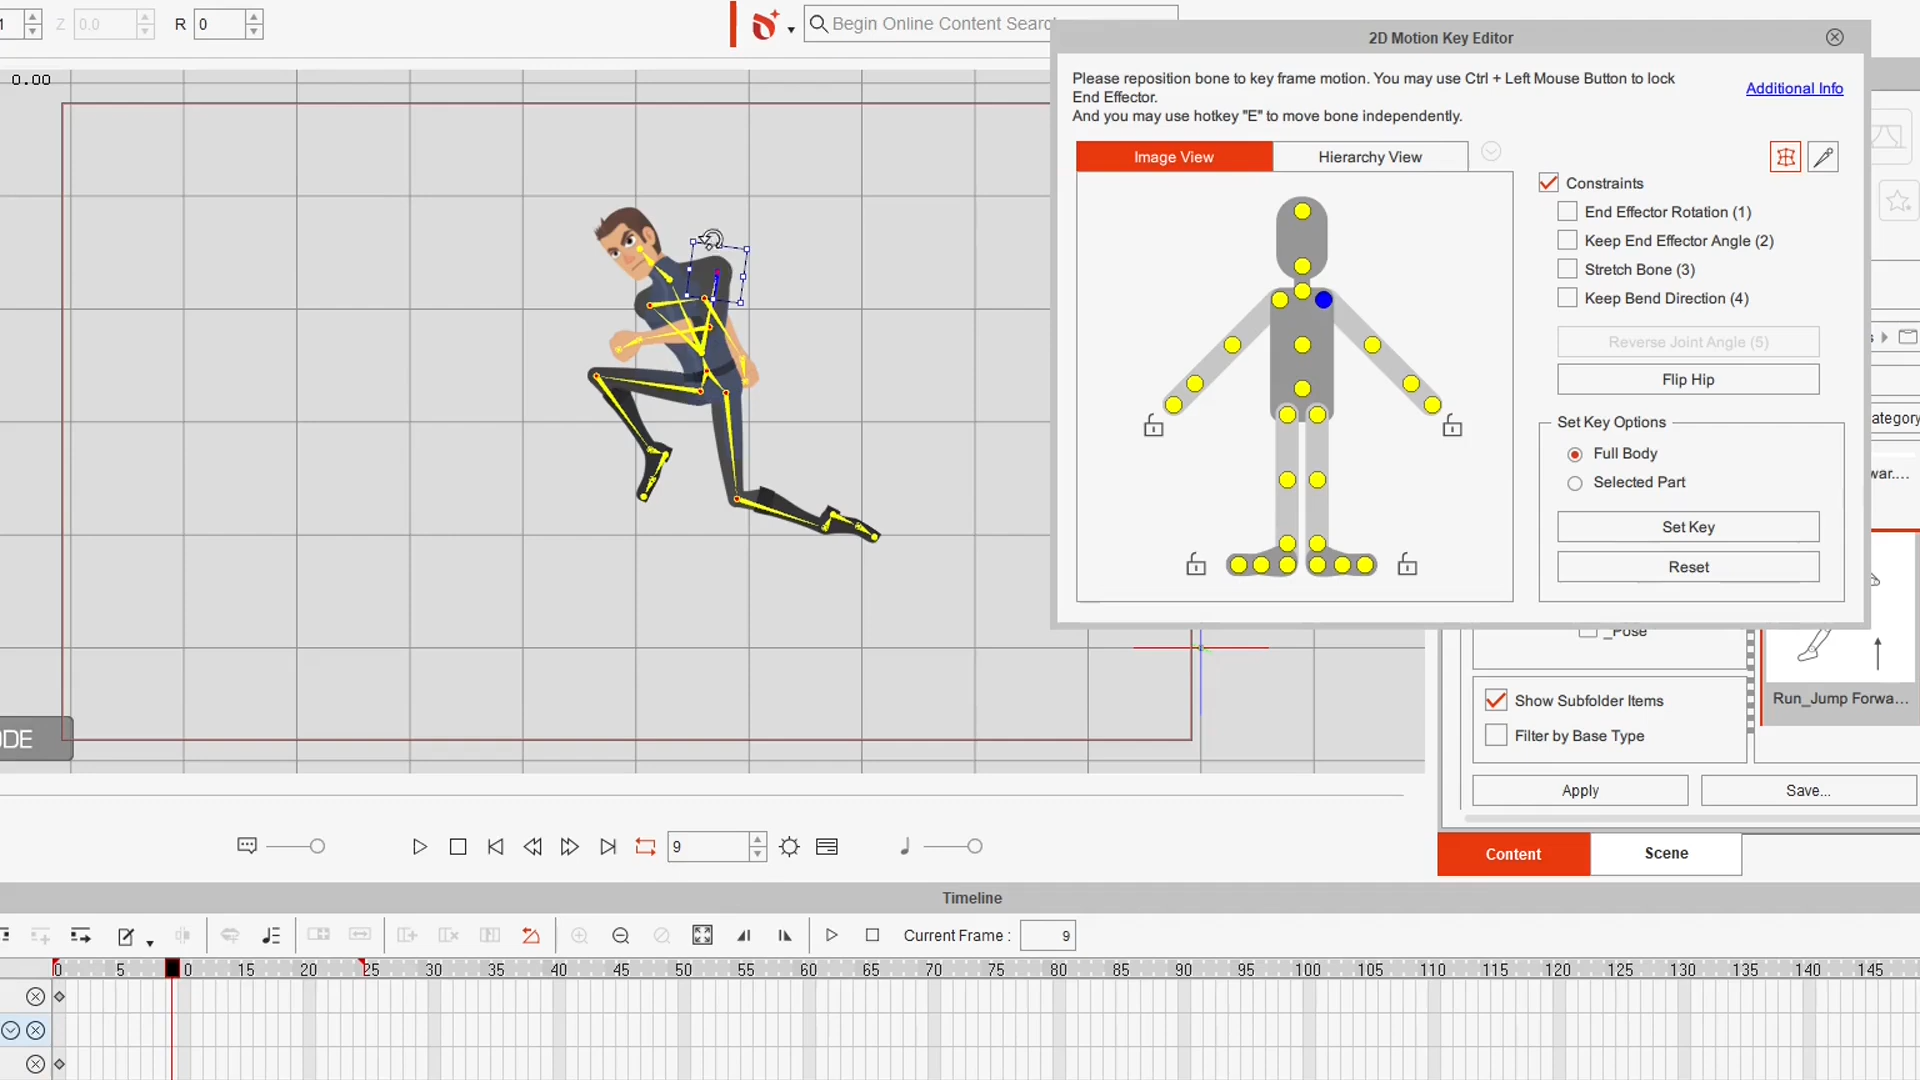 1
Z 0.0
R 0
Begin Online Content Search
2D Motion Key Editor
0.00
Please reposition bone to key frame motion. You may use Ctrl + Left Mouse Button to lock
End Effector.
And you may use hotkey "E" to move bone independently.
Additional Info
Image View
Hierarchy View
Constraints
End Effector Rotation (1)
Keep End Effector Angle (2)
Stretch Bone (3)
Keep Bend Direction (4)
Reverse Joint Angle (5)
Flip Hip
Set Key Options
Full Body
Selected Part
Set Key
Reset
ategory
war....
_Pose
Show Subfolder Items
Filter by Base Type
Run_Jump Forwa...
Apply
Save...
ODE
9
Content
Scene
Timeline
Current Frame :
9
0 5 0 15 20 25 30 35 40 45 50 55 60 65 70 75 80 85 90 95 100 105 110 115 120 125 130 135 140 145